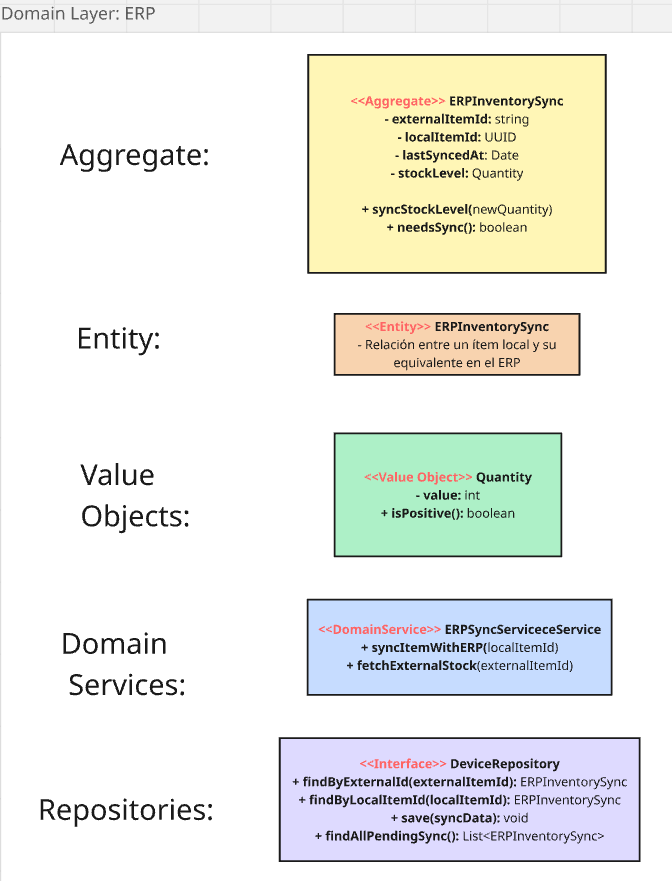 Domain Layer: ERP
Aggregate:
<<Aggregate>> ERPInventorySync
- externalItemId: string
- localItemId: UUID
- lastSyncedAt: Date
- stockLevel: Quantity
+ syncStockLevel(newQuantity)
+ needsSync(): boolean
Entity:
<<Entity>> ERPInventorySync
- Relación entre un ítem local y su
equivalente en el ERP
Value
Objects:
<<Value Object>> Quantity
- value: int
+ isPositive(): boolean
Domain
Services:
<<DomainService>> ERPSyncServiceceService
+ syncItemWithERP(localItemId)
+ fetchExternalStock(externalItemId)
Repositories:
<<Interface>> DeviceRepository
+ findByExternalId(externalItemId): ERPInventorySync
+ findByLocalItemId(localItemId): ERPInventorySync
+ save(syncData): void
+ findAllPendingSync(): List<ERPInventorySync>